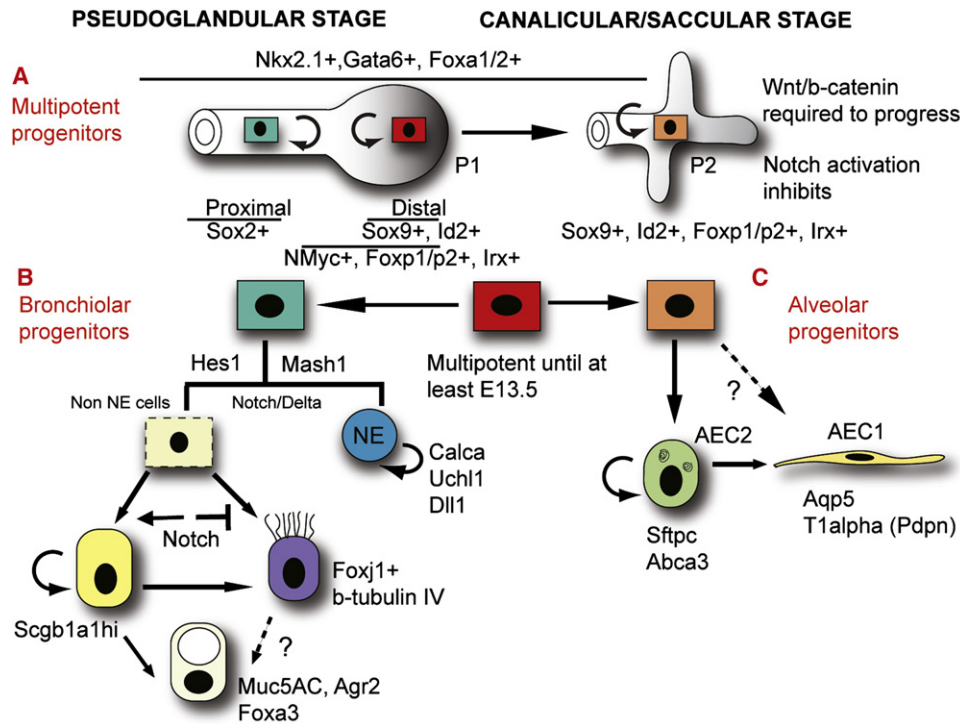 PSEUDOGLANDULAR STAGE
CANALICULAR/SACCULAR STAGE
Nkx2.1+,Gata6+, Foxa1/2+
A
Multipotent
progenitors
P1
P2
Wnt/b-catenin
required to progress
Notch activation
inhibits
Proximal
Sox2+
Distal
Sox9+, Id2+
NMyc+, Foxp1/p2+, Irx+
Sox9+, Id2+, Foxp1/p2+, Irx+
B
Bronchiolar
progenitors
C
Alveolar
progenitors
Multipotent until at
least E13.5
Hes1
Mash1
Non NE cells
Notch/Delta
NE
Calca
Uchl1
Dll1
?
AEC2
AEC1
Sftpc
Abca3
Aqp5
T1alpha (Pdpn)
Notch
Foxj1+
b-tubulin IV
Scgb1a1hi
?
Muc5AC, Agr2
Foxa3